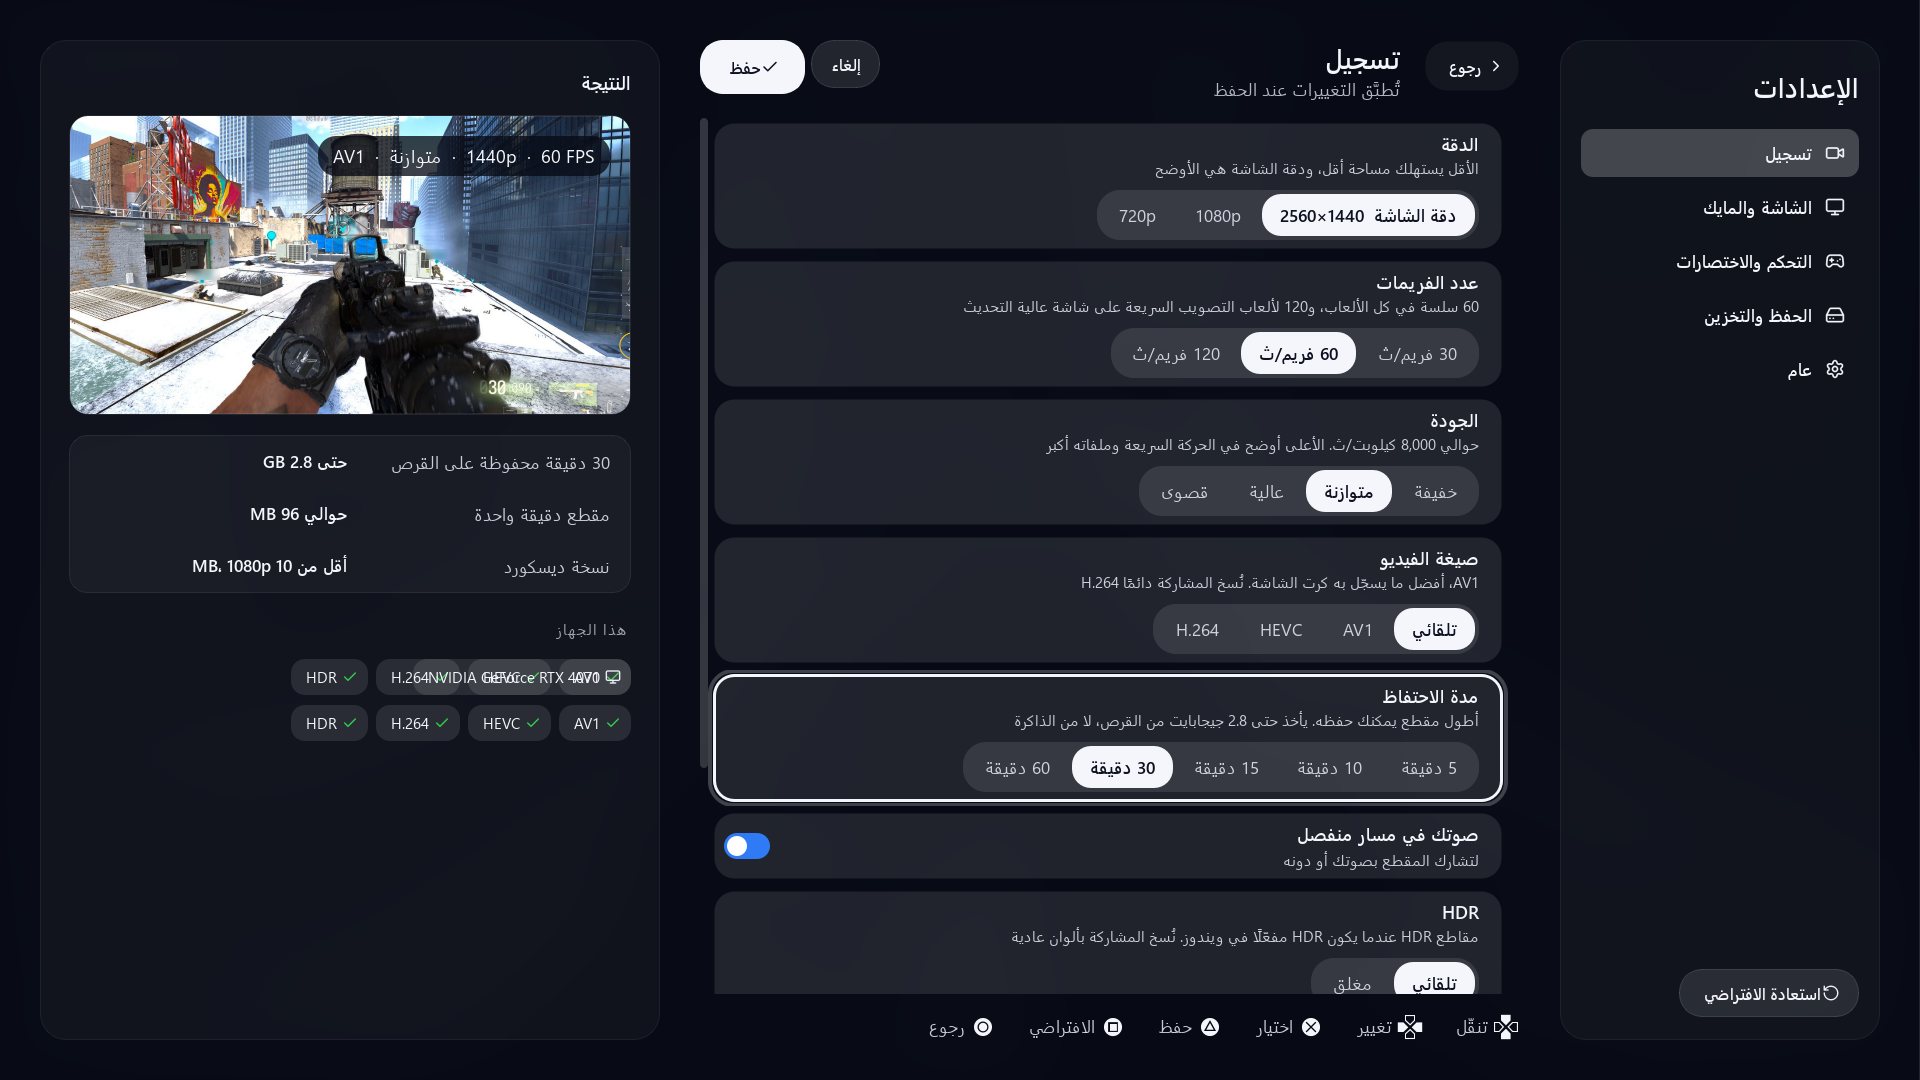 الإعدادات
تسجيل
الشاشة والمايك
التحكم والاختصارات
الحفظ والتخزين
عام
استعادة الافتراضي
رجوع
تسجيل
تُطبَّق التغييرات عند الحفظ
إلغاء
حفظ
الدقة
الأقل يستهلك مساحة أقل، ودقة الشاشة هي الأوضح
دقة الشاشة 2560×1440 1080p 720p
عدد الفريمات
60 سلسة في كل الألعاب، و120 لألعاب التصويب السريعة على شاشة عالية التحديث
30 فريم/ث 60 فريم/ث 120 فريم/ث
الجودة
حوالي 8,000 كيلوبت/ث. الأعلى أوضح في الحركة السريعة وملفاته أكبر
خفيفة متوازنة عالية قصوى
صيغة الفيديو
AV1، أفضل ما يسجّل به كرت الشاشة. نُسخ المشاركة دائمًا H.264
تلقائي AV1 HEVC H.264
مدة الاحتفاظ
أطول مقطع يمكنك حفظه. يأخذ حتى 2.8 جيجابايت من القرص، لا من الذاكرة
5 دقيقة 10 دقيقة 15 دقيقة 30 دقيقة 60 دقيقة
صوتك في مسار منفصل
لتشارك المقطع بصوتك أو دونه
HDR
مقاطع HDR عندما يكون HDR مفعّلًا في ويندوز. نُسخ المشاركة بألوان عادية
تلقائي مغلق
تنقّل تغيير اختيار حفظ الافتراضي رجوع
النتيجة
60 FPS · 1440p · متوازنة · AV1
30 دقيقة محفوظة على القرص حتى 2.8 GB
مقطع دقيقة واحدة حوالي 96 MB
نسخة ديسكورد أقل من 10 MB، 1080p
هذا الجهاز
NVIDIA GeForce RTX 4070
AV1 HEVC H.264 HDR
AV1 HEVC H.264 HDR